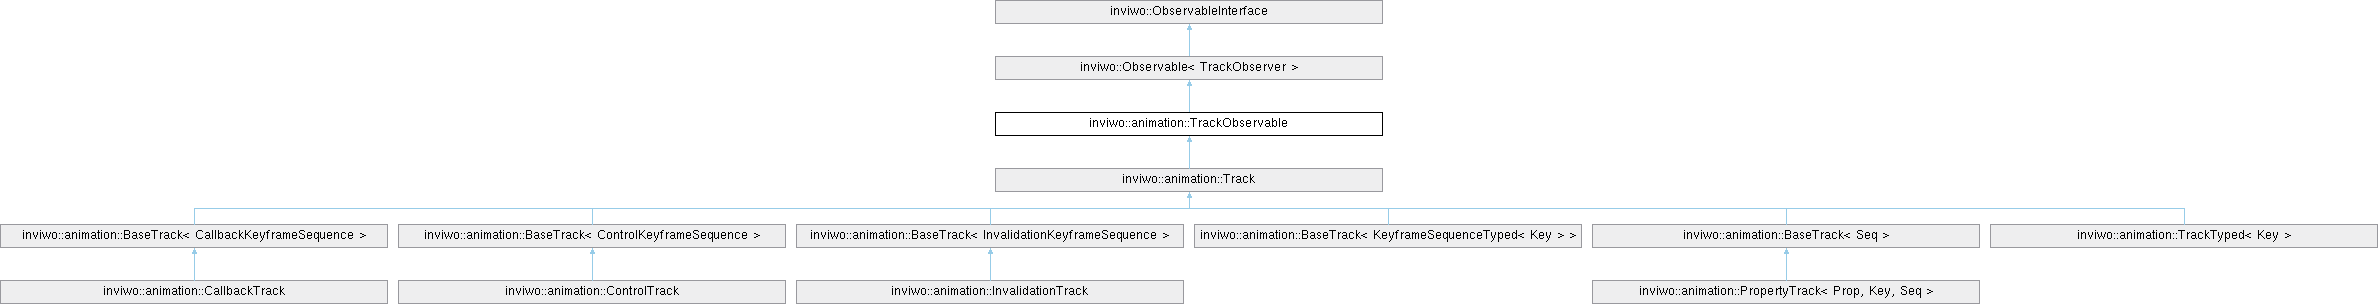 inviwo::ObservableInterface
inviwo::Observable< TrackObserver >
inviwo::animation::TrackObservable
inviwo::animation::Track
inviwo::animation::BaseTrack< CallbackKeyframeSequence >
inviwo::animation::BaseTrack< ControlKeyframeSequence >
inviwo::animation::BaseTrack< InvalidationKeyframeSequence >
inviwo::animation::BaseTrack< KeyframeSequenceTyped< Key > >
inviwo::animation::BaseTrack< Seq >
inviwo::animation::TrackTyped< Key >
inviwo::animation::CallbackTrack
inviwo::animation::ControlTrack
inviwo::animation::InvalidationTrack
inviwo::animation::PropertyTrack< Prop, Key, Seq >